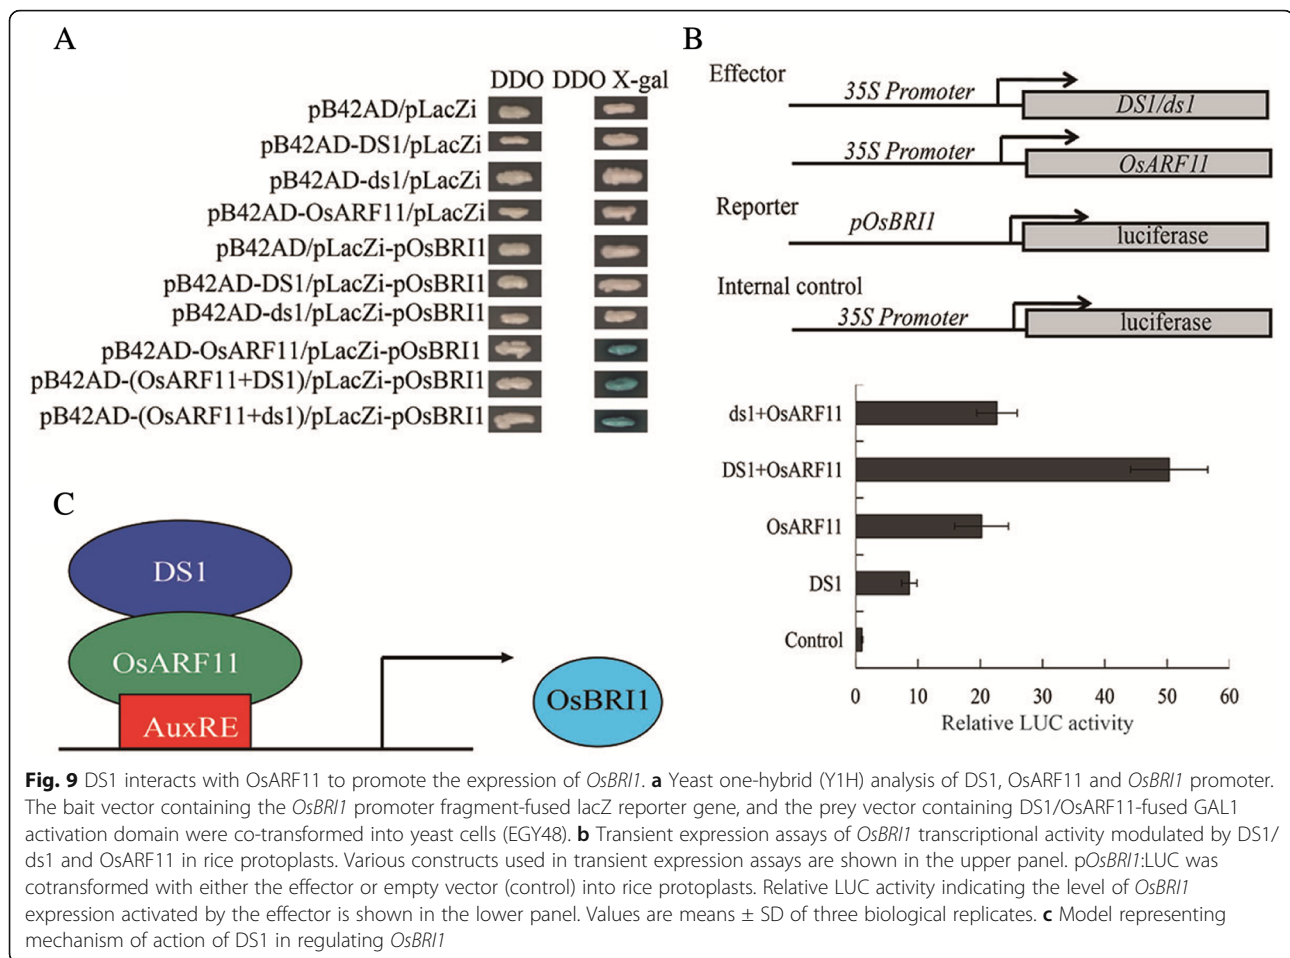 A
DDO DDO X-gal
pB42AD/pLacZi
pB42AD-DS1/pLacZi
pB42AD-ds1/pLacZi
pB42AD-OsARF11/pLacZi
pB42AD/pLacZi-pOsBRI1
pB42AD-DS1/pLacZi-pOsBRI1
pB42AD-ds1/pLacZi-pOsBRI1
pB42AD-OsARF11/pLacZi-pOsBRI1
pB42AD-(OsARF11+DS1)/pLacZi-pOsBRI1
pB42AD-(OsARF11+ds1)/pLacZi-pOsBRI1
B
Effector
35S Promoter
DS1/ds1
35S Promoter
OsARF11
Reporter
pOsBRI1
luciferase
Internal control
35S Promoter
luciferase
ds1+OsARF11
DS1+OsARF11
OsARF11
DS1
Control
0 10 20 30 40 50 60
Relative LUC activity
C
DS1
OsARF11
AuxRE
OsBRI1
Fig. 9 DS1 interacts with OsARF11 to promote the expression of OsBRI1. a Yeast one-hybrid (Y1H) analysis of DS1, OsARF11 and OsBRI1 promoter.
The bait vector containing the OsBRI1 promoter fragment-fused lacZ reporter gene, and the prey vector containing DS1/OsARF11-fused GAL1
activation domain were co-transformed into yeast cells (EGY48). b Transient expression assays of OsBRI1 transcriptional activity modulated by DS1/
ds1 and OsARF11 in rice protoplasts. Various constructs used in transient expression assays are shown in the upper panel. pOsBRI1:LUC was
cotransformed with either the effector or empty vector (control) into rice protoplasts. Relative LUC activity indicating the level of OsBRI1
expression activated by the effector is shown in the lower panel. Values are means ± SD of three biological replicates. c Model representing
mechanism of action of DS1 in regulating OsBRI1